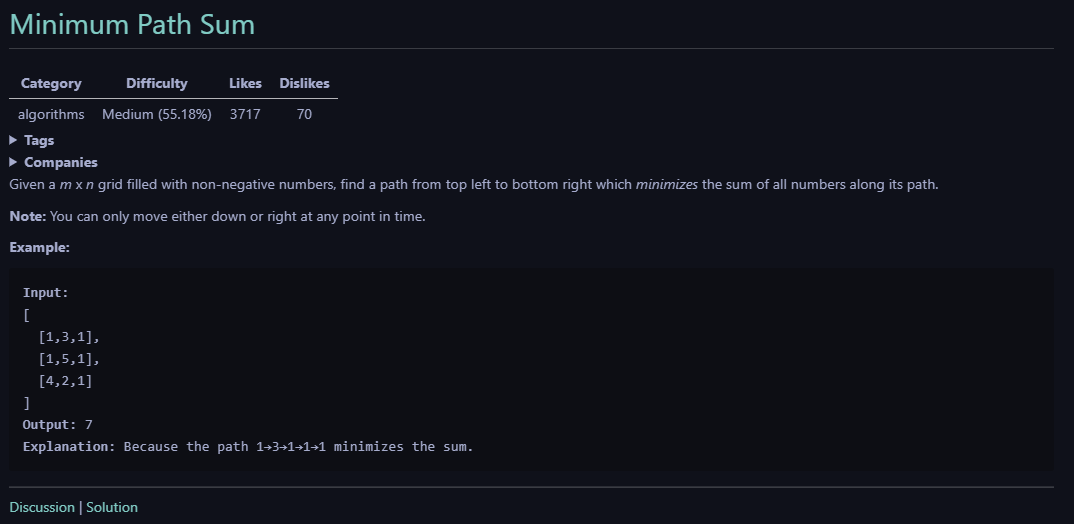 Minimum Path Sum
Category Difficulty Likes Dislikes
algorithms Medium (55.18%) 3717 70
▶ Tags
▶ Companies
Given a m x n grid filled with non-negative numbers, find a path from top left to bottom right which minimizes the sum of all numbers along its path.
Note: You can only move either down or right at any point in time.
Example:
Input:
[
  [1,3,1],
  [1,5,1],
  [4,2,1]
]
Output: 7
Explanation: Because the path 1→3→1→1→1 minimizes the sum.
Discussion | Solution